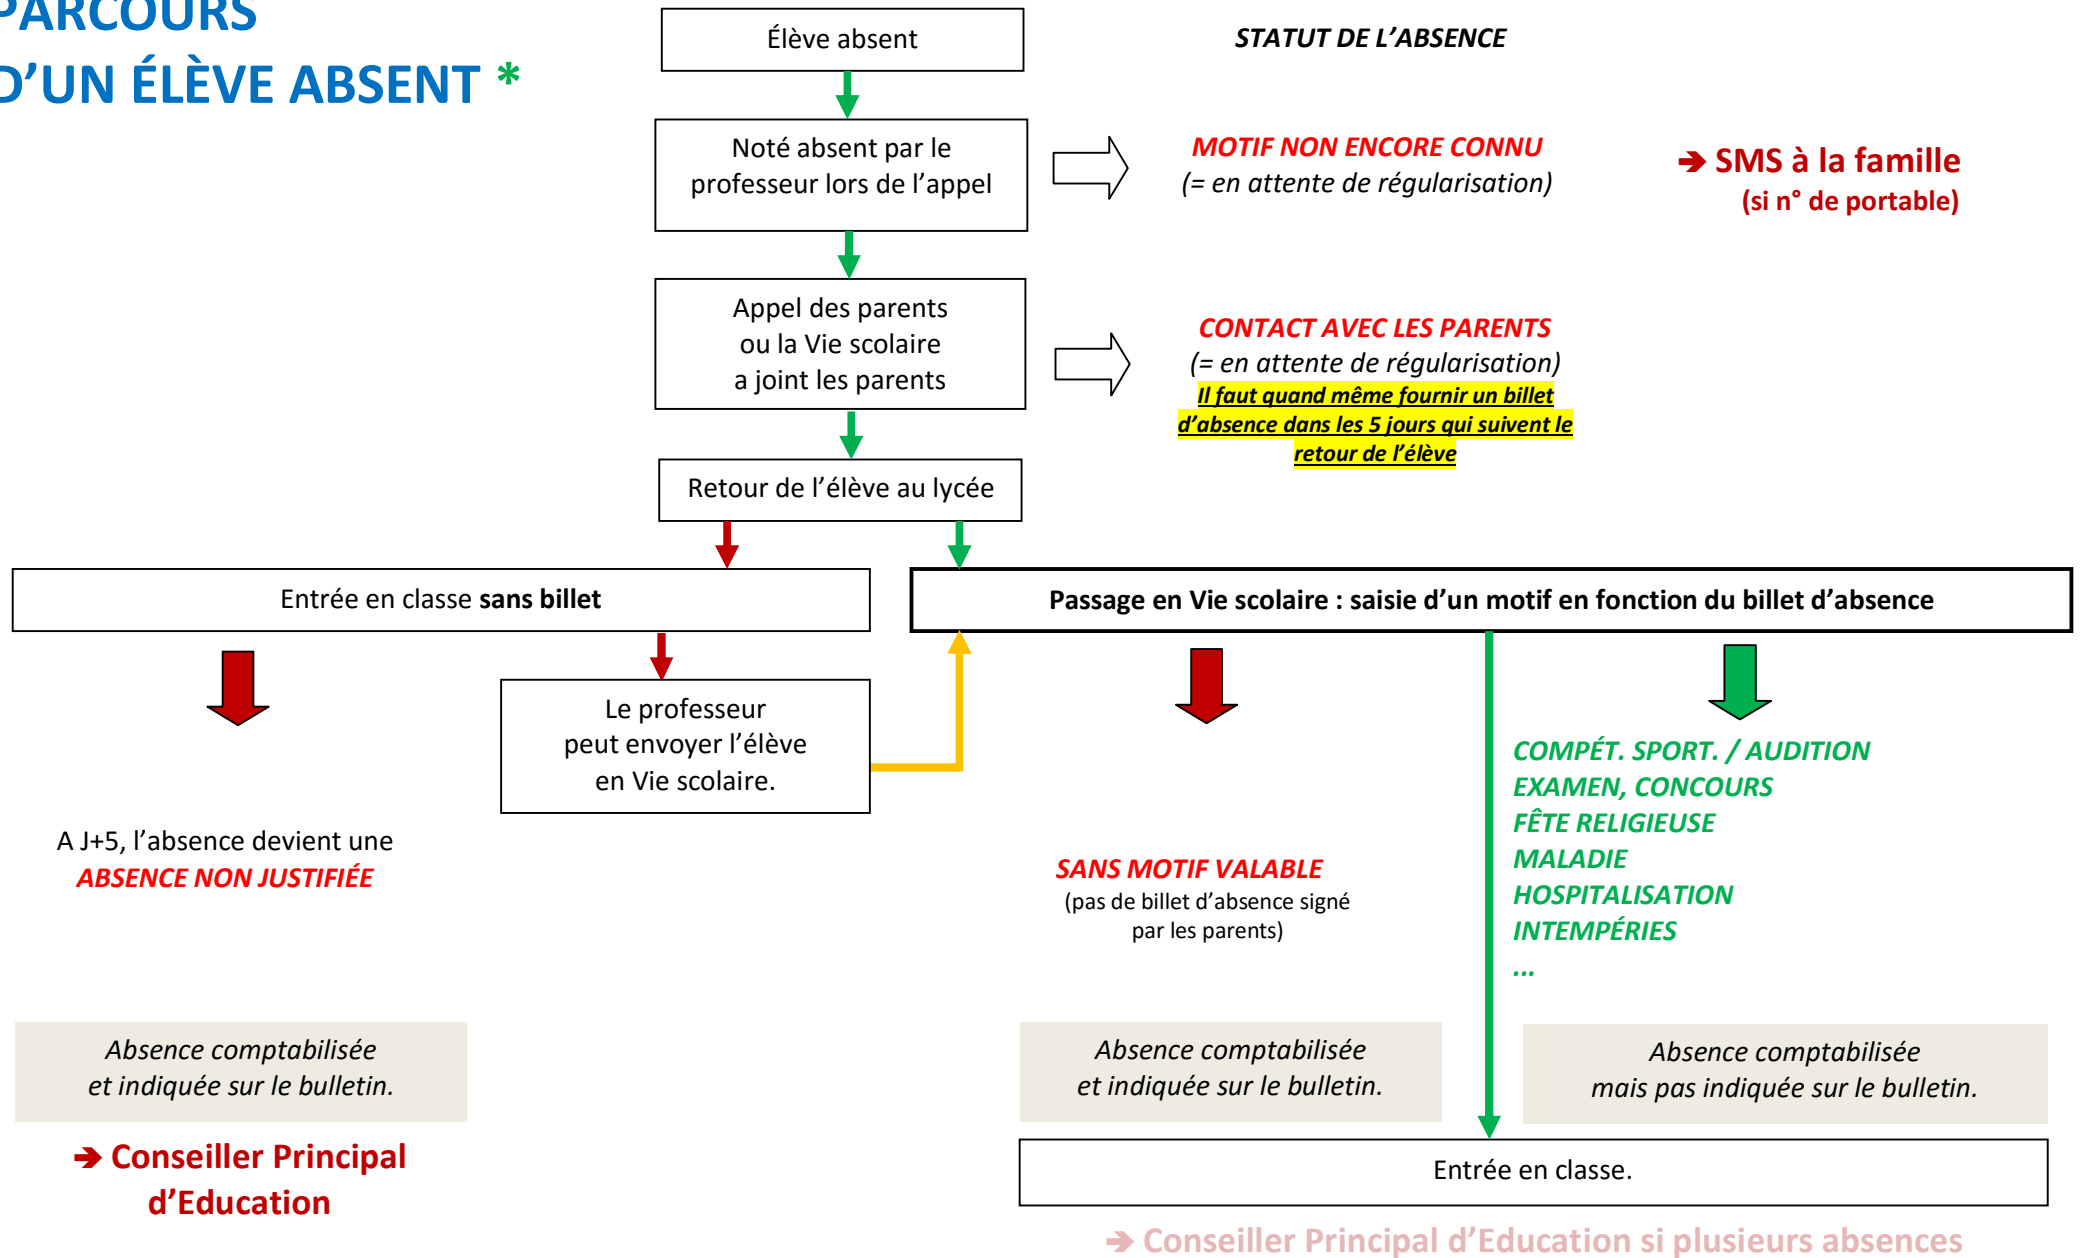 PARCOURS
D’UN ÉLÈVE ABSENT *
Élève absent
STATUT DE L’ABSENCE
Noté absent par le
professeur lors de l’appel
MOTIF NON ENCORE CONNU
(= en attente de régularisation)
➔ SMS à la famille
(si n° de portable)
Appel des parents
ou la Vie scolaire
a joint les parents
CONTACT AVEC LES PARENTS
(= en attente de régularisation)
Il faut quand même fournir un billet
d’absence dans les 5 jours qui suivent le
retour de l’élève
Retour de l’élève au lycée
Entrée en classe sans billet
Passage en Vie scolaire : saisie d’un motif en fonction du billet d’absence
Le professeur
peut envoyer l’élève
en Vie scolaire.
A J+5, l’absence devient une
ABSENCE NON JUSTIFIÉE
SANS MOTIF VALABLE
(pas de billet d’absence signé
par les parents)
COMPÉT. SPORT. / AUDITION
EXAMEN, CONCOURS
FÊTE RELIGIEUSE
MALADIE
HOSPITALISATION
INTEMPÉRIES
...
Absence comptabilisée
et indiquée sur le bulletin.
Absence comptabilisée
et indiquée sur le bulletin.
Absence comptabilisée
mais pas indiquée sur le bulletin.
➔ Conseiller Principal
d’Education
Entrée en classe.
➔ Conseiller Principal d’Education si plusieurs absences